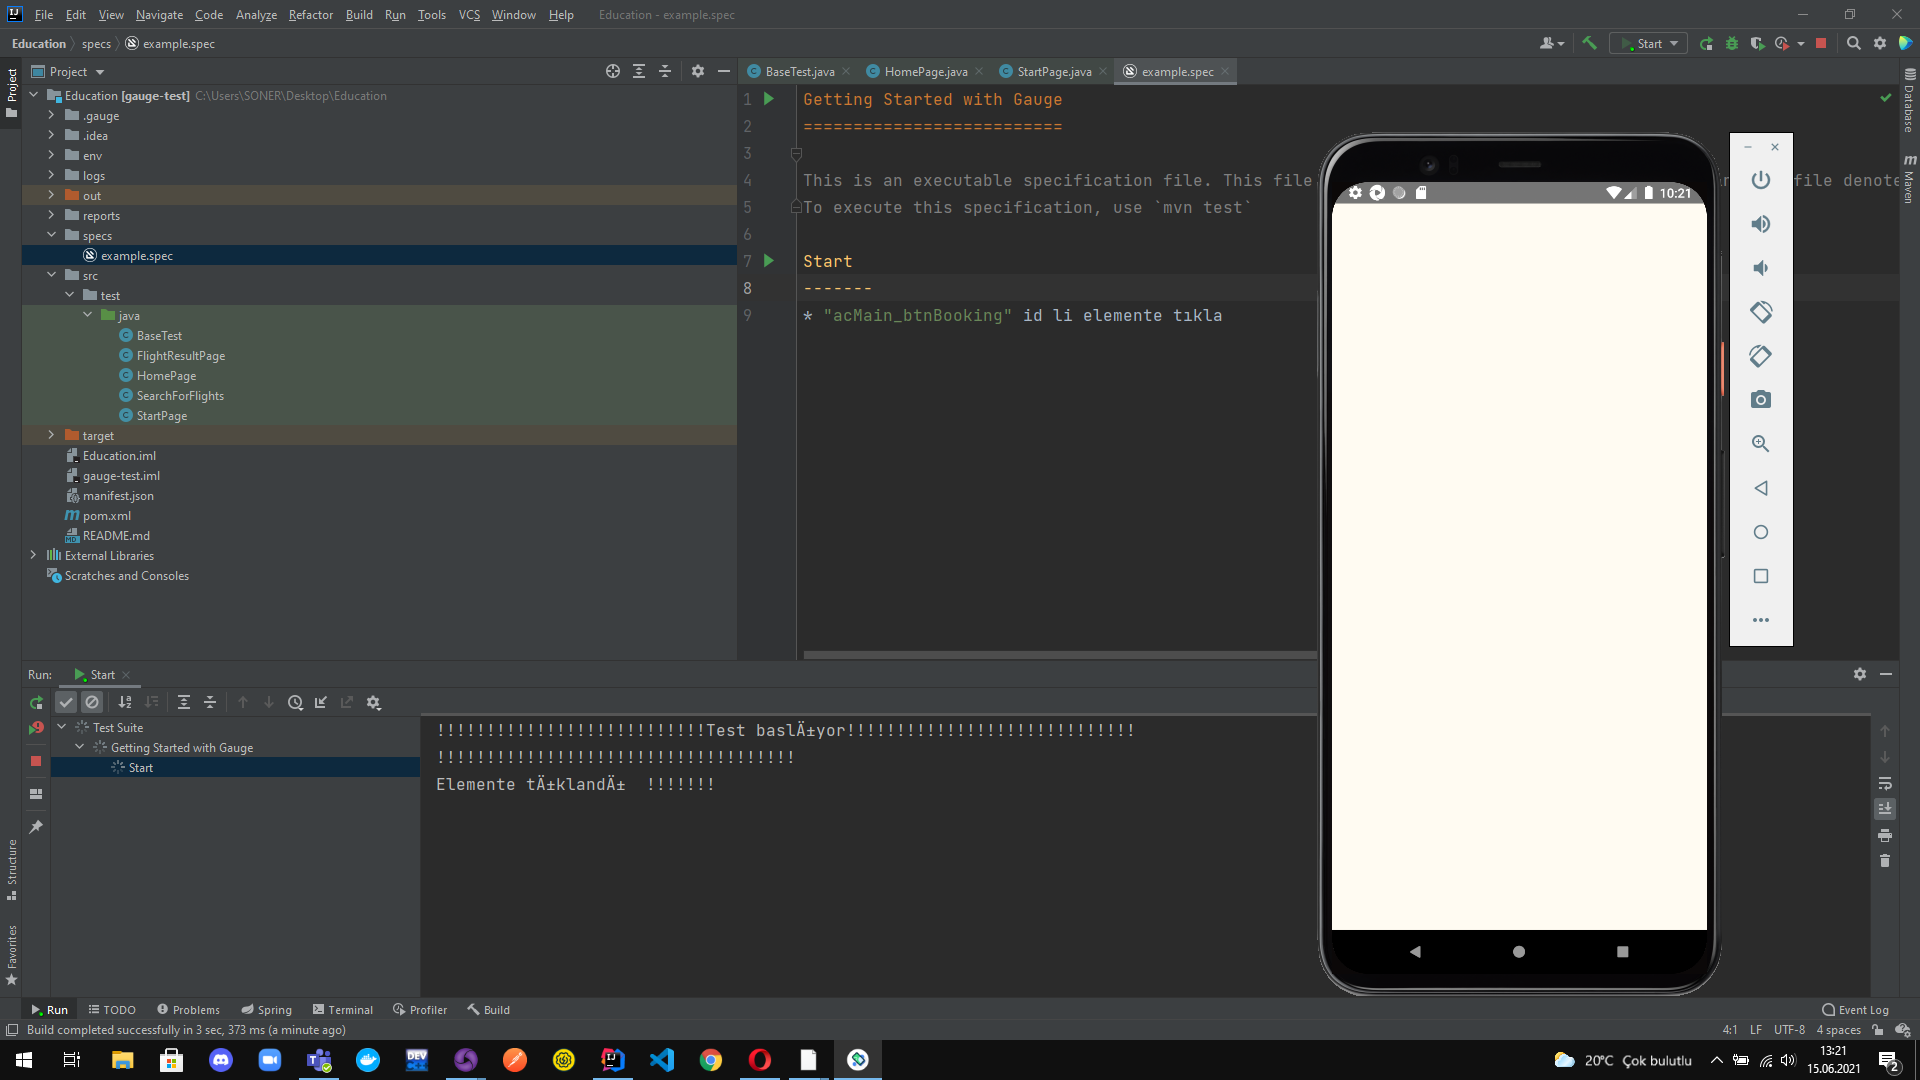 File Edit View Navigate Code Analyze Refactor Build Run Tools VCS Window Help Education - example.spec
Education specs example.spec Start
Project
BaseTest.java HomePage.java StartPage.java example.spec
Education [gauge-test] C:\Users\SONER\Desktop\Education
.gauge
.idea
env
logs
out
reports
specs
example.spec
src
test
java
BaseTest
FlightResultPage
HomePage
SearchForFlights
StartPage
target
Education.iml
gauge-test.iml
manifest.json
pom.xml
README.md
External Libraries
Scratches and Consoles
1 Getting Started with Gauge
2 ==========================
3
4 This is an executable specification file. This file file denote
5 To execute this specification, use `mvn test`
6
7 Start
8 -------
9 * "acMain_btnBooking" id li elemente tıkla
10:21
Project
Structure
Favorites
Database
Maven
Run: Start
Test Suite
Getting Started with Gauge
Start
!!!!!!!!!!!!!!!!!!!!!!!!!!!Test baslÄ±yor!!!!!!!!!!!!!!!!!!!!!!!!!!!!!
!!!!!!!!!!!!!!!!!!!!!!!!!!!!!!!!!!!!
Elemente tÄ±klandÄ±  !!!!!!!
Run TODO Problems Spring Terminal Profiler Build Event Log
Build completed successfully in 3 sec, 373 ms (a minute ago) 4:1 LF UTF-8 4 spaces
20°C Çok bulutlu
13:21
15.06.2021
2